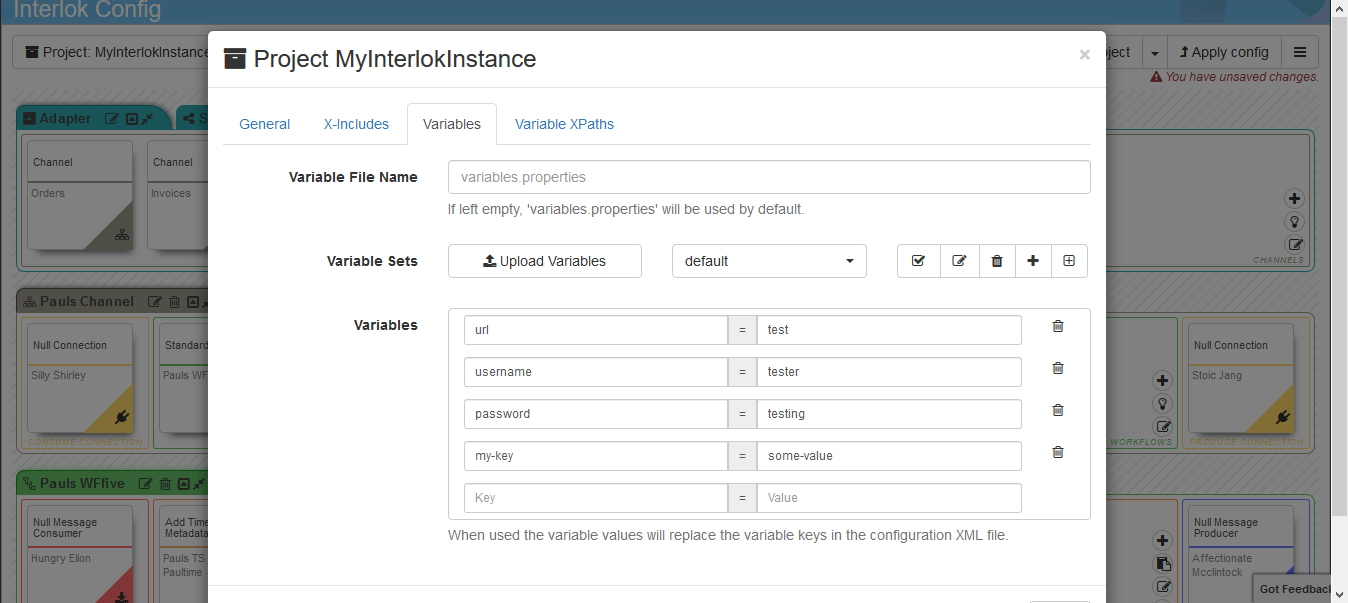 Interlok Config
Project: MyInterlokInstance
Project MyInterlokInstance
×
ject
Apply config
You have unsaved changes.
General
X-Includes
Variables
Variable XPaths
Adapter
S
Channel
Channel
Orders
Invoices
CHANNELS
Variable File Name
variables.properties
If left empty, 'variables.properties' will be used by default.
Variable Sets
Upload Variables
default
Variables
url = test
username = tester
password = testing
my-key = some-value
Key = Value
When used the variable values will replace the variable keys in the configuration XML file.
Pauls Channel
Null Connection
Standard
Silly Shirley
Pauls WF
CONSUME CONNECTION
WORKFLOWS
Null Connection
Stoic Jang
PRODUCE CONNECTION
Pauls WFfive
Null Message
Consumer
Add Time
Metadata
Hungry Elion
Pauls TS
Paultime
Null Message
Producer
Affectionate
Mcclintock
Got Feedback